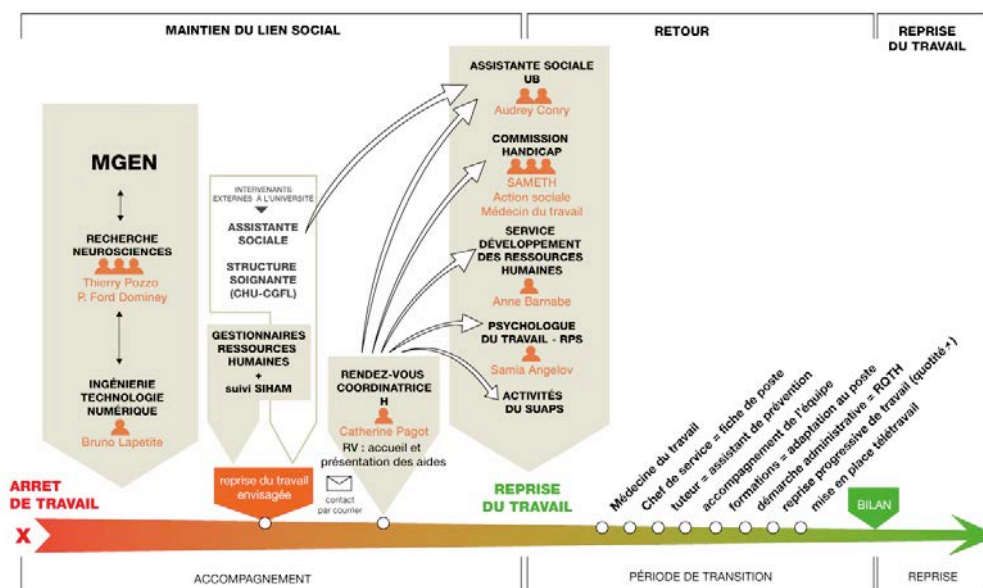 MAINTIEN DU LIEN SOCIAL
RETOUR
REPRISE
DU TRAVAIL
MGEN
RECHERCHE
NEUROSCIENCES
Thierry Pozzo
P. Ford Dominey
INGÉNIERIE
TECHNOLOGIE
NUMÉRIQUE
Bruno Lapetite
INTERVENANTS
EXTERNES À L'UNIVERSITÉ
ASSISTANTE
SOCIALE
STRUCTURE
SOIGNANTE
(CHU-CGFL)
GESTIONNAIRES
RESSOURCES
HUMAINES
+
suivi SIHAM
reprise du travail
envisagée
RENDEZ-VOUS
COORDINATRICE
H
Catherine Pagot
RV : accueil et
présentation des aides
contact
par courrier
ASSISTANTE SOCIALE
UB
Audrey Conry
COMMISSION
HANDICAP
SAMETH
Action sociale
Médecin du travail
SERVICE
DÉVELOPPEMENT
DES RESSOURCES
HUMAINES
Anne Barnabe
PSYCHOLOGUE
DU TRAVAIL - RPS
Samia Angelov
ACTIVITÉS
DU SUAPS
ARRET
DE TRAVAIL
X
REPRISE
DU TRAVAIL
Médecine du travail
Chef de service = fiche de poste
tuteur = assistant de prévention
accompagnement de l'équipe
formations = adaptation au poste
démarche administrative = RQTH
reprise progressive de travail (quotité +)
mise en place télétravail
BILAN
ACCOMPAGNEMENT
PÉRIODE DE TRANSITION
REPRISE